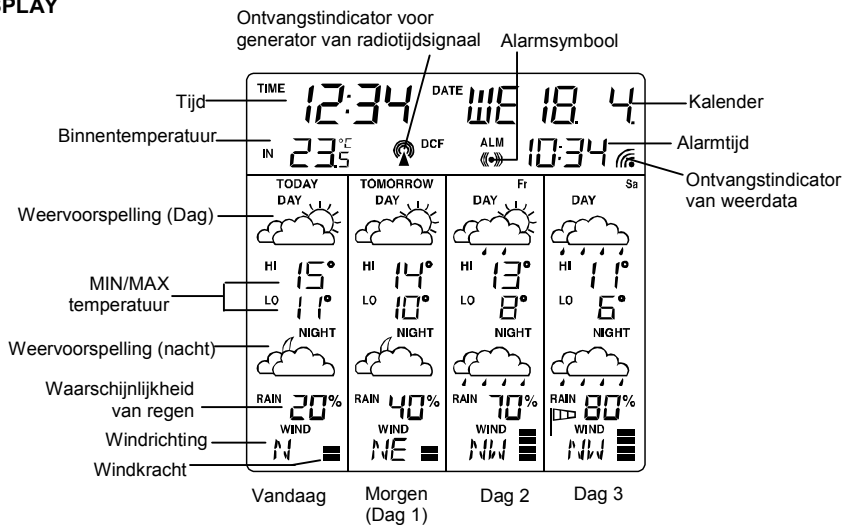 SPLAY
Ontvangstindicator voor
generator van radiotijdsignaal
Alarmsymbool
Tijd
TIME 12:34 DATE WE 18. 4.
Kalender
Binnentemperatuur
IN 23.5 °C DCF ALM 10:34
Alarmtijd
Ontvangstindicator
van weerdata
TODAY TOMORROW Fr Sa
DAY DAY DAY DAY
Weervoorspelling (Dag)
HI 15° HI 14° HI 13° HI 11°
MIN/MAX
temperatuur
LO 11° LO 10° LO 8° LO 6°
NIGHT NIGHT NIGHT NIGHT
Weervoorspelling (nacht)
Waarschijnlijkheid
van regen
RAIN 20% RAIN 40% RAIN 70% RAIN 80%
WIND WIND WIND WIND
Windrichting
N NE NW NW
Windkracht
Vandaag Morgen Dag 2 Dag 3
(Dag 1)